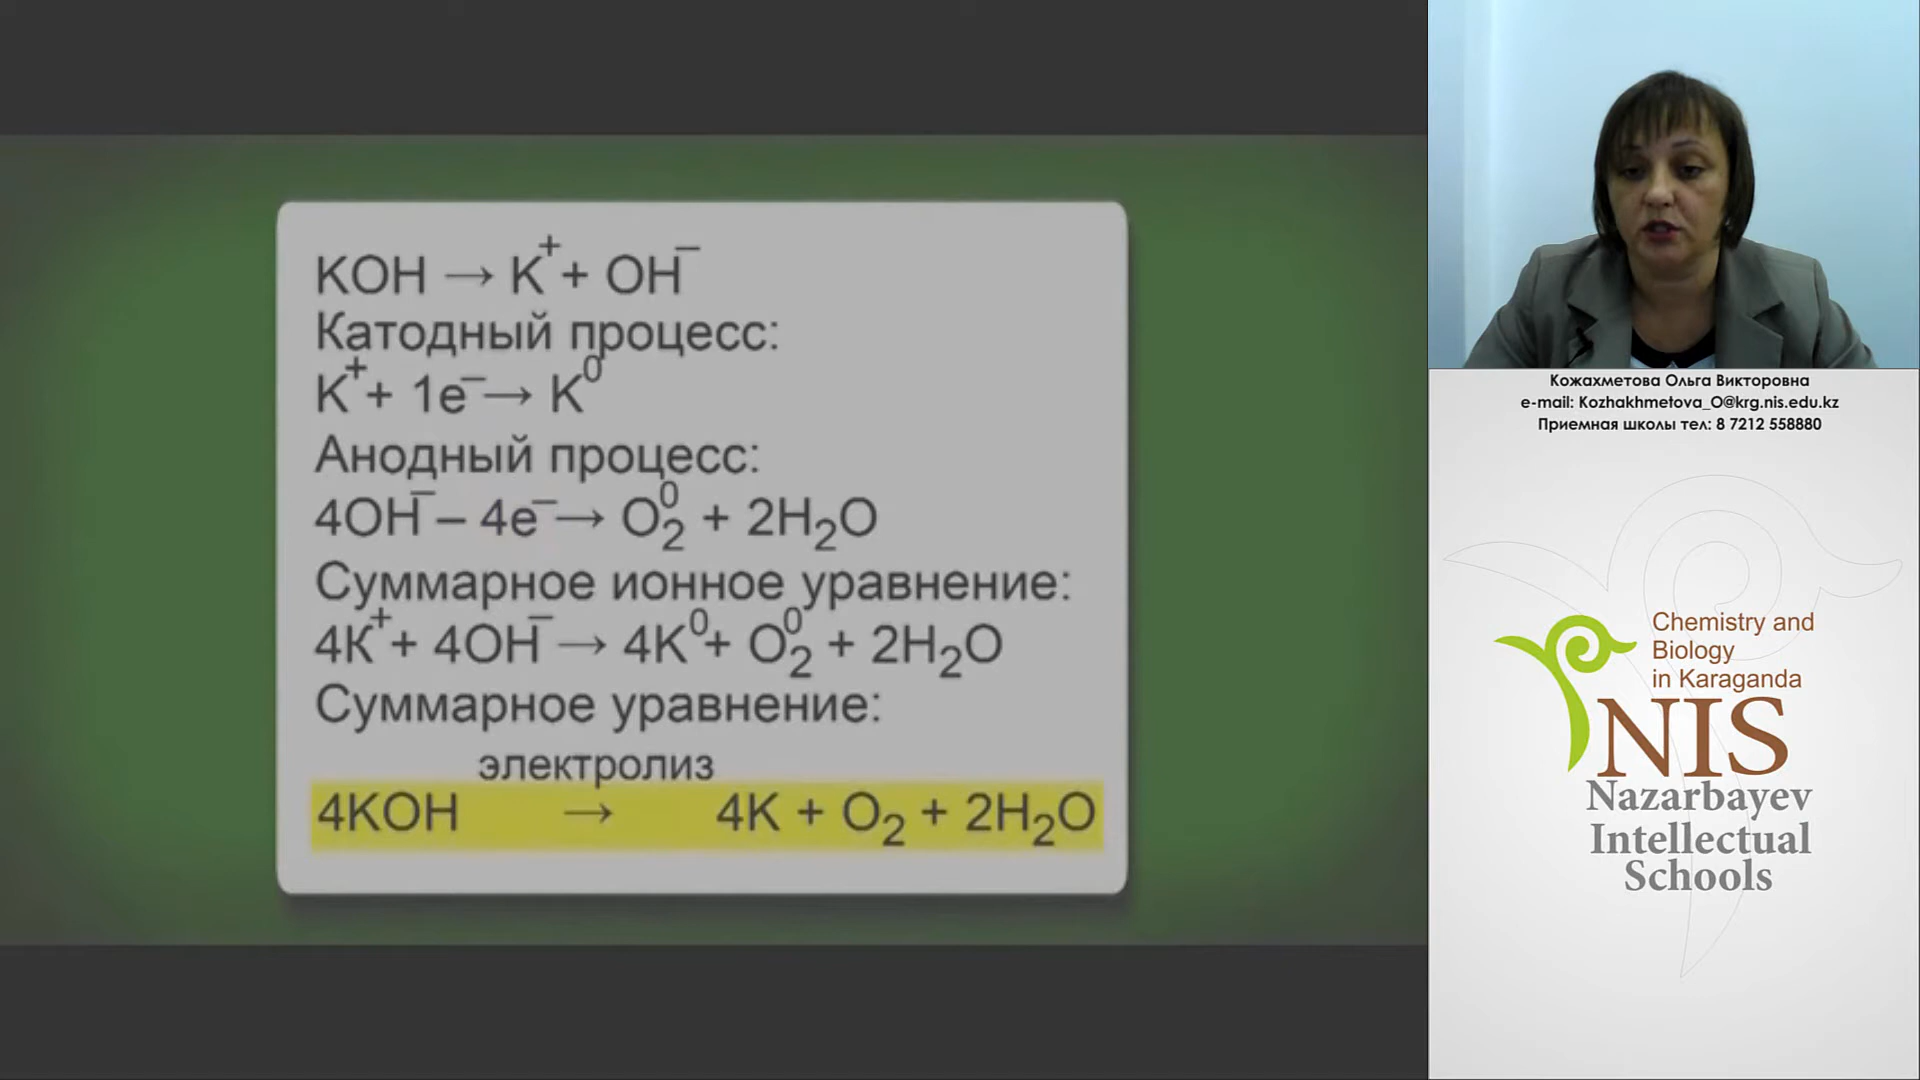 KOH → K⁺ + OH⁻
Катодный процесс:
K⁺ + 1e⁻ → K⁰
Анодный процесс:
4OH⁻ – 4e⁻ → O₂⁰ + 2H₂O
Суммарное ионное уравнение:
4K⁺ + 4OH⁻ → 4K⁰ + O₂⁰ + 2H₂O
Суммарное уравнение:
электролиз
4KOH → 4K + O₂ + 2H₂O
Кожахметова Ольга Викторовна
e-mail: Kozhakhmetova_O@krg.nis.edu.kz
Приемная школы тел: 8 7212 558880
Chemistry and
Biology
in Karaganda
NIS
Nazarbayev
Intellectual
Schools